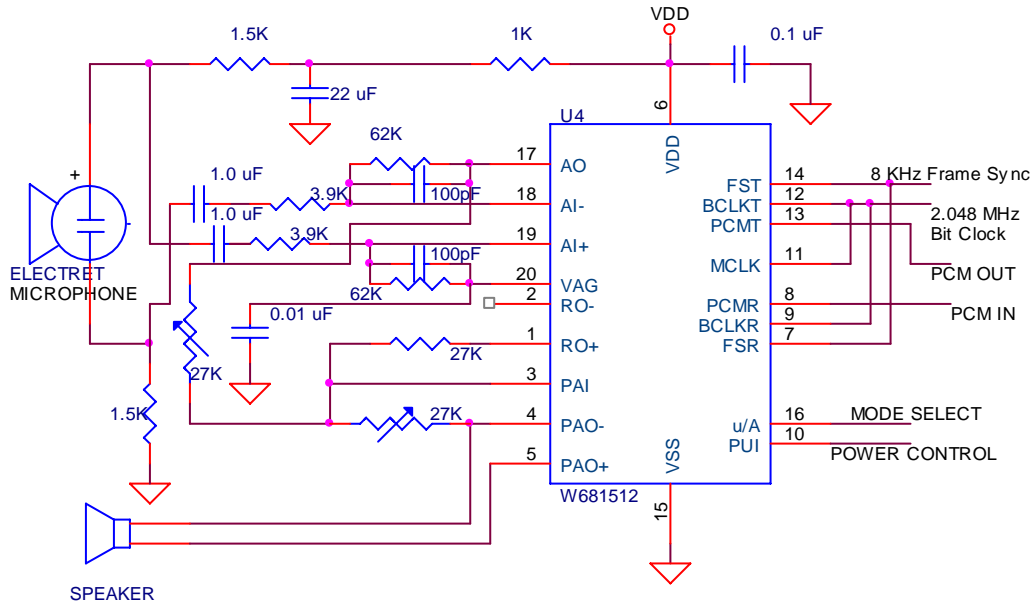 VDD
1.5K
1K
0.1 uF
22 uF
6
U4
62K
VDD
17
AO
1.0 uF
100pF
14
FST
8 KHz Frame Sync
3.9K
18
AI-
12
BCLKT
1.0 uF
13
PCMT
2.048 MHz
Bit Clock
+
-
3.9K
19
AI+
100pF
11
MCLK
PCM OUT
ELECTRET
MICROPHONE
62K
20
VAG
2
RO-
8
PCMR
PCM IN
0.01 uF
9
BCLKR
1
RO+
7
FSR
27K
27K
3
PAI
1.5K
27K
4
PAO-
16
u/A
MODE SELECT
10
PUI
POWER CONTROL
5
PAO+
VSS
W681512
15
SPEAKER